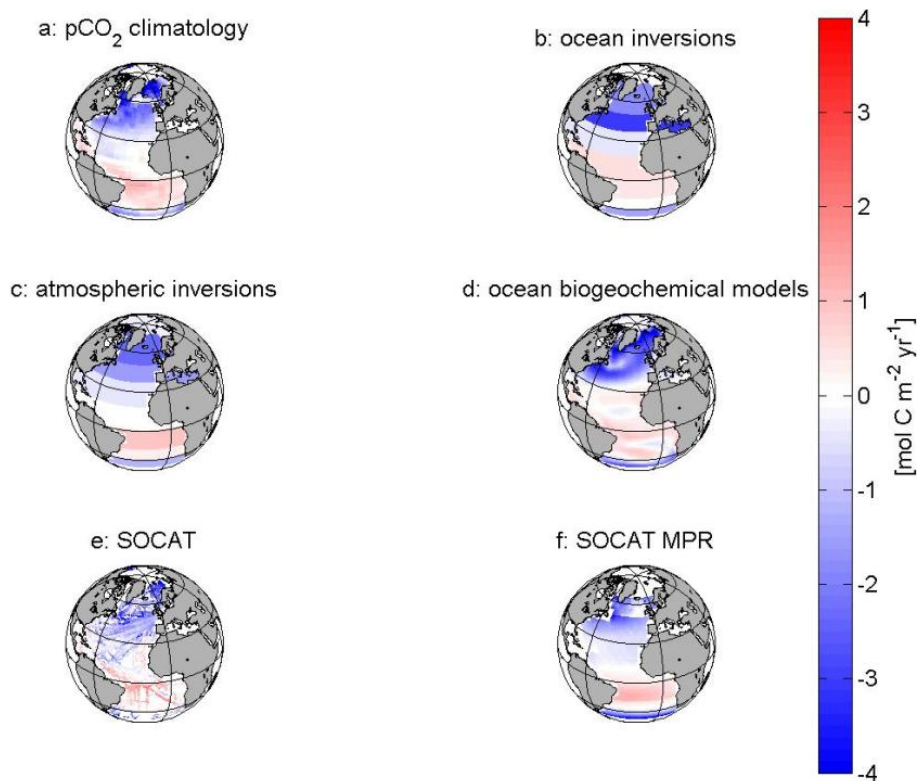 a: pCO₂ climatology
b: ocean inversions
c: atmospheric inversions
d: ocean biogeochemical models
e: SOCAT
f: SOCAT MPR
4
3
2
1
0
-1
-2
-3
-4
[mol C m⁻² yr⁻¹]